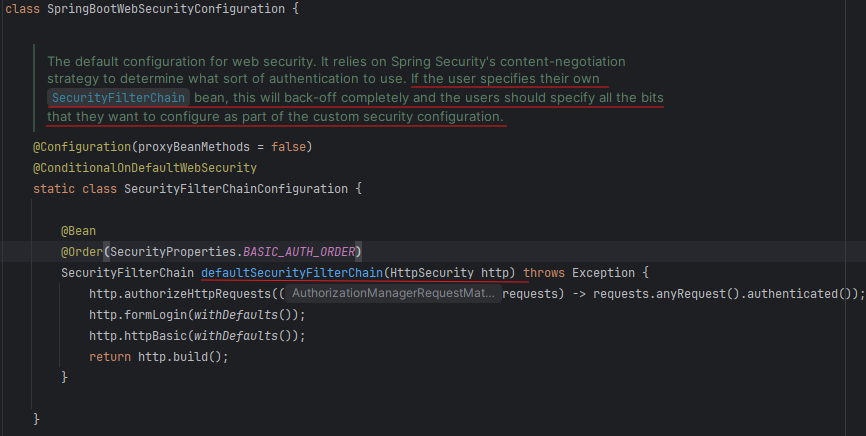 class SpringBootWebSecurityConfiguration {
The default configuration for web security. It relies on Spring Security's content-negotiation
strategy to determine what sort of authentication to use. If the user specifies their own
SecurityFilterChain bean, this will back-off completely and the users should specify all the bits
that they want to configure as part of the custom security configuration.
@Configuration(proxyBeanMethods = false)
@ConditionalOnDefaultWebSecurity
static class SecurityFilterChainConfiguration {
@Bean
@Order(SecurityProperties.BASIC_AUTH_ORDER)
SecurityFilterChain defaultSecurityFilterChain(HttpSecurity http) throws Exception {
http.authorizeHttpRequests(( AuthorizationManagerRequestMat... requests) -> requests.anyRequest().authenticated());
http.formLogin(withDefaults());
http.httpBasic(withDefaults());
return http.build();
}
}